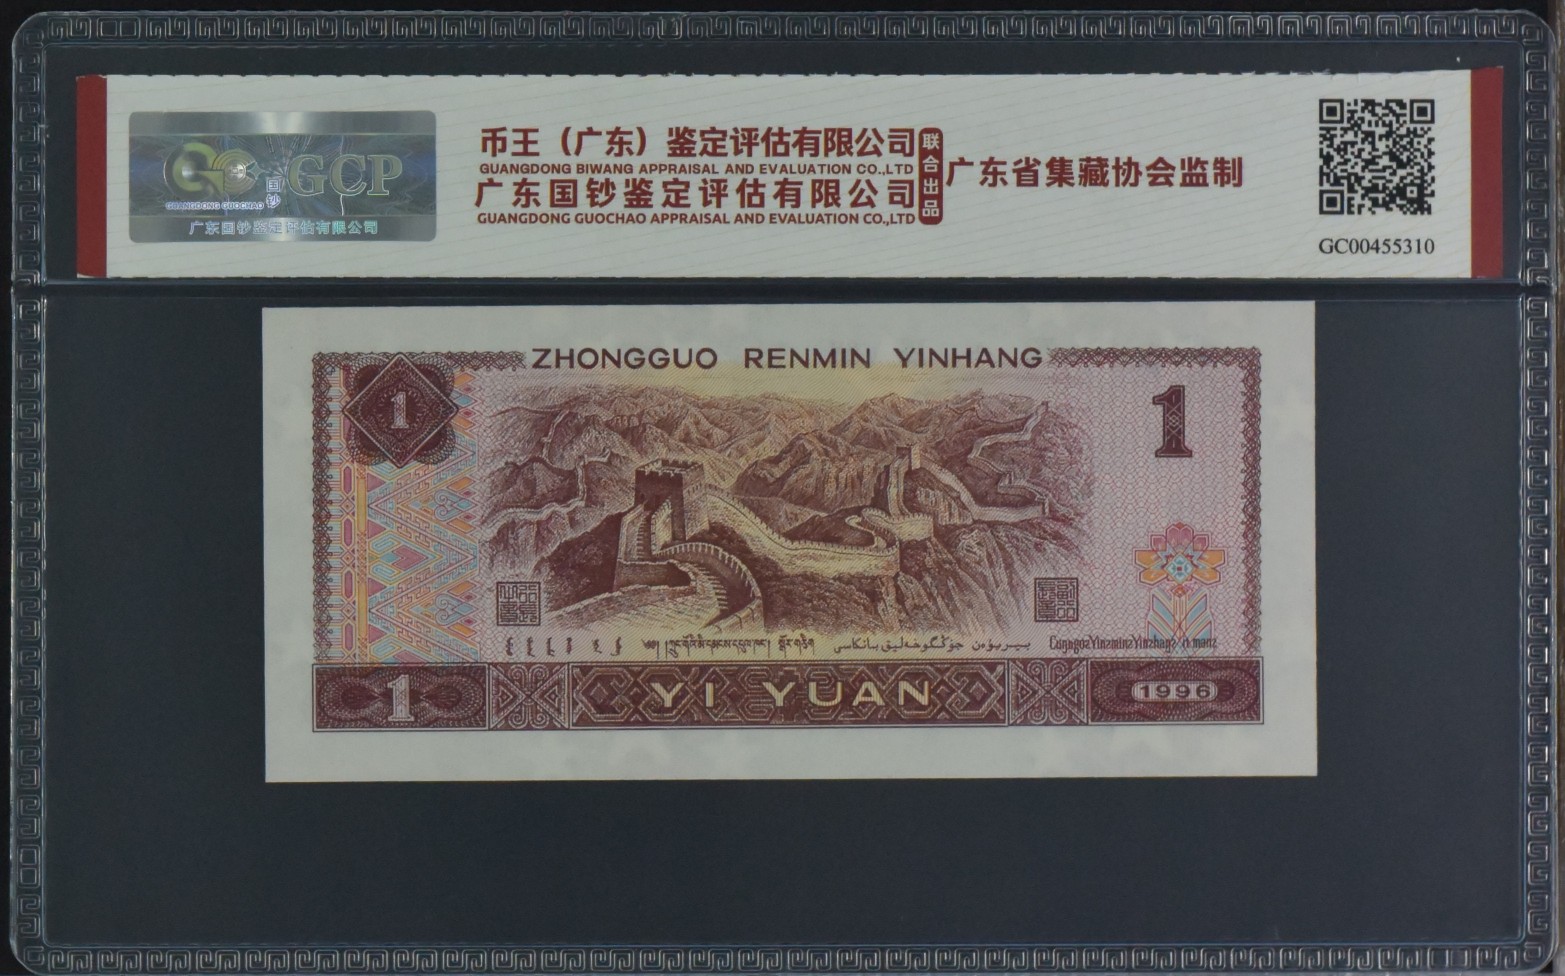 GCP
国钞
GUANGDONG GUOCHAO
广东国钞鉴定评估有限公司
币王（广东）鉴定评估有限公司
GUANGDONG BIWANG APPRAISAL AND EVALUATION CO.,LTD
广东国钞鉴定评估有限公司
GUANGDONG GUOCHAO APPRAISAL AND EVALUATION CO.,LTD
联合出品
广东省集藏协会监制
GC00455310
ZHONGGUO RENMIN YINHANG
1
1
1
YI YUAN
1996